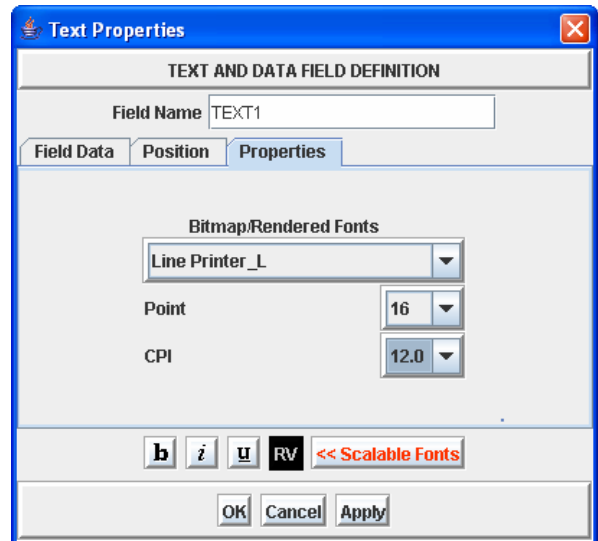 Text Properties
TEXT AND DATA FIELD DEFINITION
Field Name TEXT1
Field Data Position Properties
Bitmap/Rendered Fonts
Line Printer_L
Point 16
CPI 12.0
b i u RV << Scalable Fonts
OK Cancel Apply